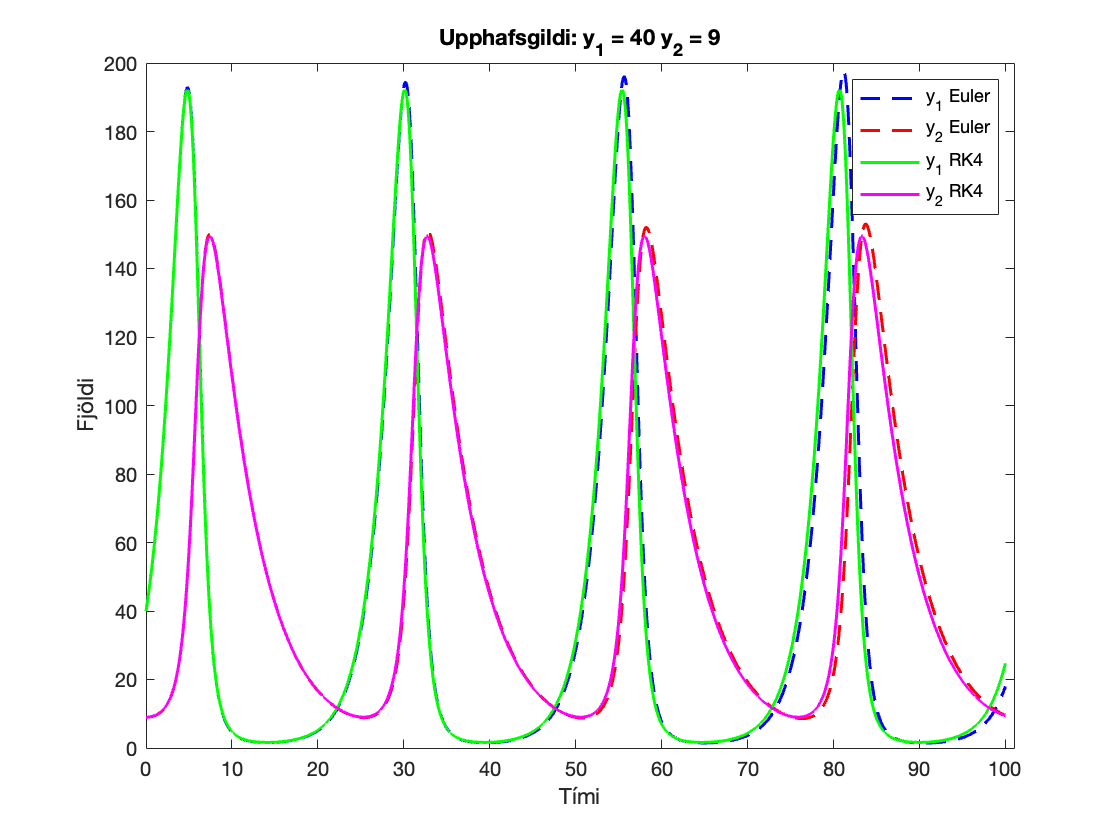 Upphafsgildi: y₁ = 40 y₂ = 9
200
180
160
140
120
100
80
60
40
20
0
Fjöldi
y₁ Euler
y₂ Euler
y₁ RK4
y₂ RK4
0 10 20 30 40 50 60 70 80 90 100
Tími